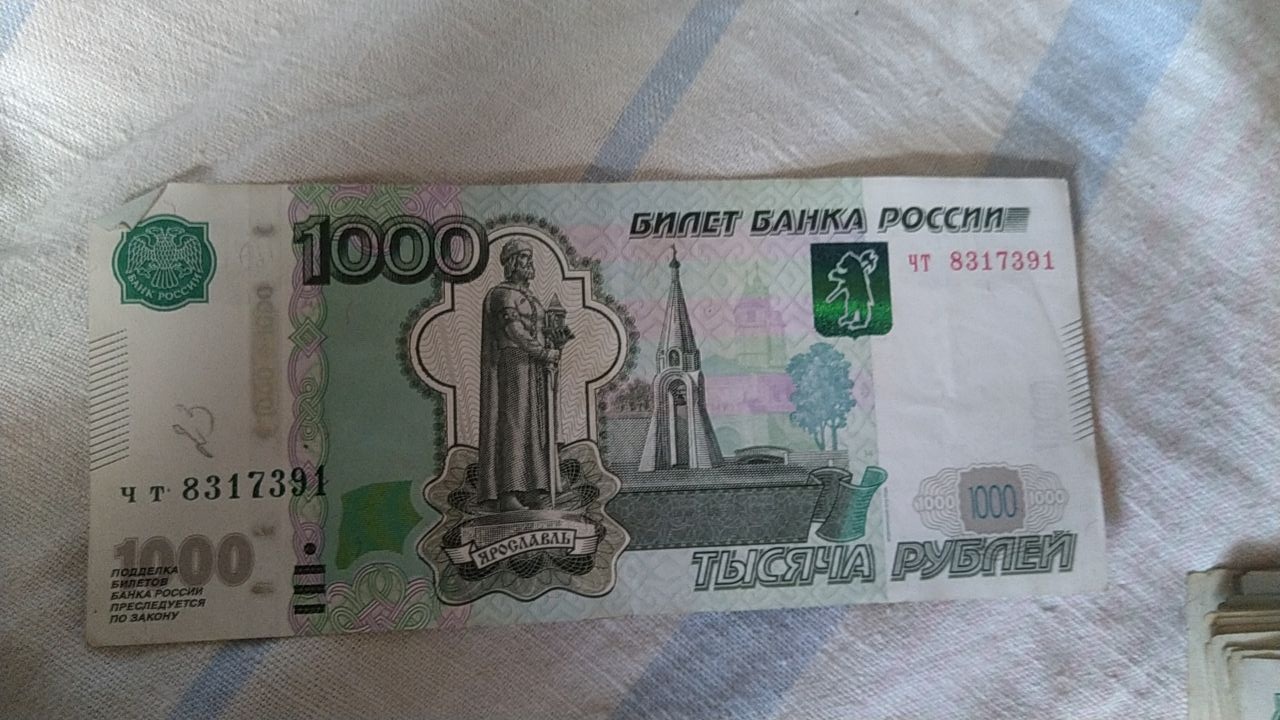 БИЛЕТ БАНКА РОССИИ
1000
БАНК РОССИИ
чт 8317391
чт 8317391
ЯРОСЛАВЛЬ
1000 1000 1000
ТЫСЯЧА РУБЛЕЙ
1000
ПОДДЕЛКА
БИЛЕТОВ
БАНКА РОССИИ
ПРЕСЛЕДУЕТСЯ
ПО ЗАКОНУ